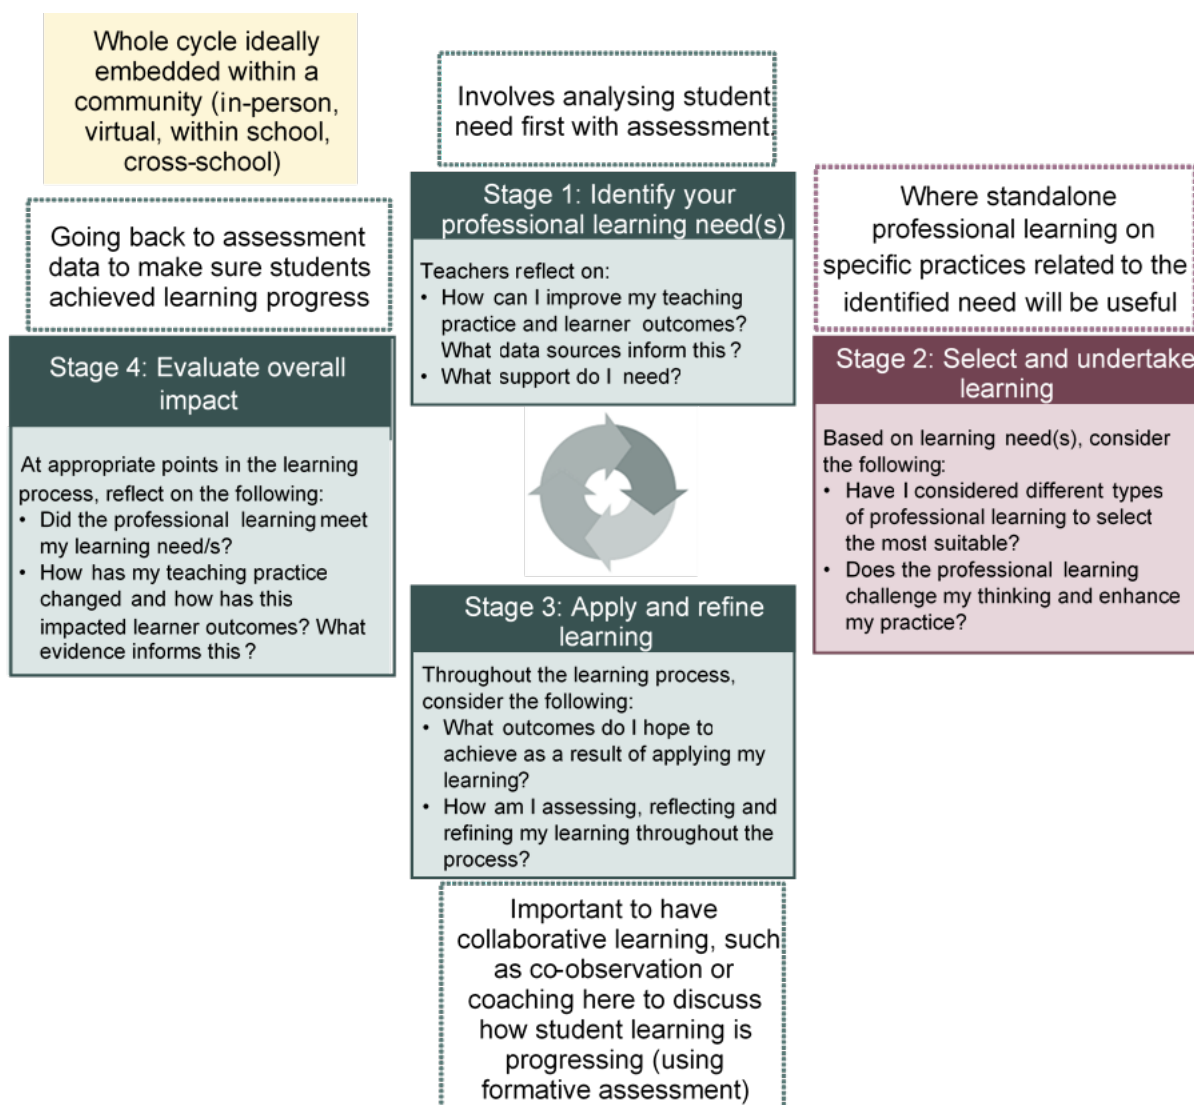 Whole cycle ideally
embedded within a
community (in-person,
virtual, within school,
cross-school)
Involves analysing student
need first with assessment.
Stage 1: Identify your
professional learning need(s)
Teachers reflect on:
• How can I improve my teaching
practice and learner outcomes?
What data sources inform this?
• What support do I need?
Where standalone
professional learning on
specific practices related to the
identified need will be useful
Stage 2: Select and undertake
learning
Based on learning need(s), consider
the following:
• Have I considered different types
of professional learning to select
the most suitable?
• Does the professional learning
challenge my thinking and enhance
my practice?
Stage 3: Apply and refine
learning
Throughout the learning process,
consider the following:
• What outcomes do I hope to
achieve as a result of applying my
learning?
• How am I assessing, reflecting and
refining my learning throughout the
process?
Important to have
collaborative learning, such
as co-observation or
coaching here to discuss
how student learning is
progressing (using
formative assessment)
Going back to assessment
data to make sure students
achieved learning progress
Stage 4: Evaluate overall
impact
At appropriate points in the learning
process, reflect on the following:
• Did the professional learning meet
my learning need/s?
• How has my teaching practice
changed and how has this
impacted learner outcomes? What
evidence informs this?